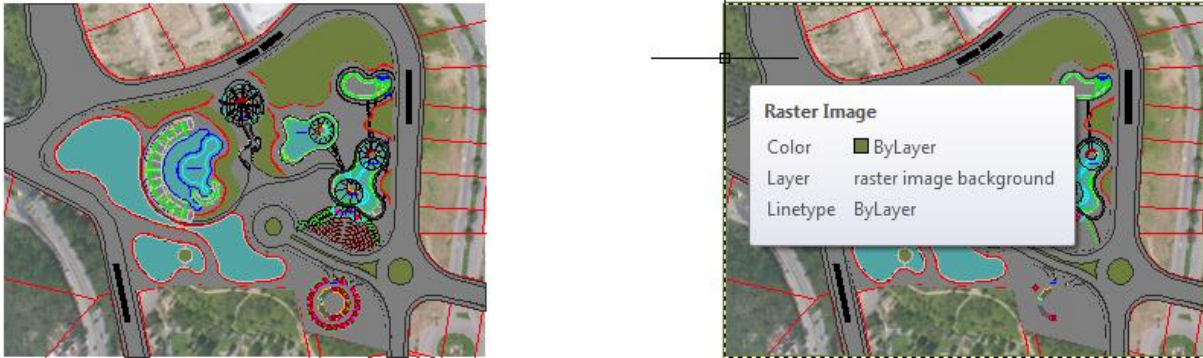 Raster Image
Color ByLayer
Layer raster image background
Linetype ByLayer